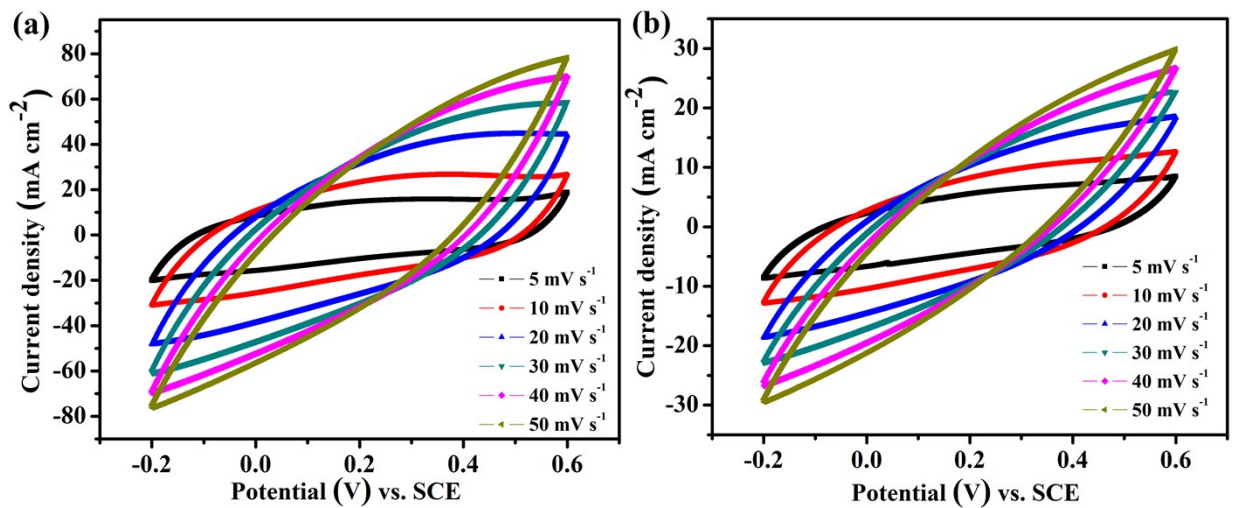 (a)
Current density (mA cm-2)
80
60
40
20
0
-20
-40
-60
-80
5 mV s-1
10 mV s-1
20 mV s-1
30 mV s-1
40 mV s-1
50 mV s-1
-0.2 0.0 0.2 0.4 0.6
Potential (V) vs. SCE
(b)
Current density (mA cm-2)
30
20
10
0
-10
-20
-30
5 mV s-1
10 mV s-1
20 mV s-1
30 mV s-1
40 mV s-1
50 mV s-1
-0.2 0.0 0.2 0.4 0.6
Potential (V) vs. SCE